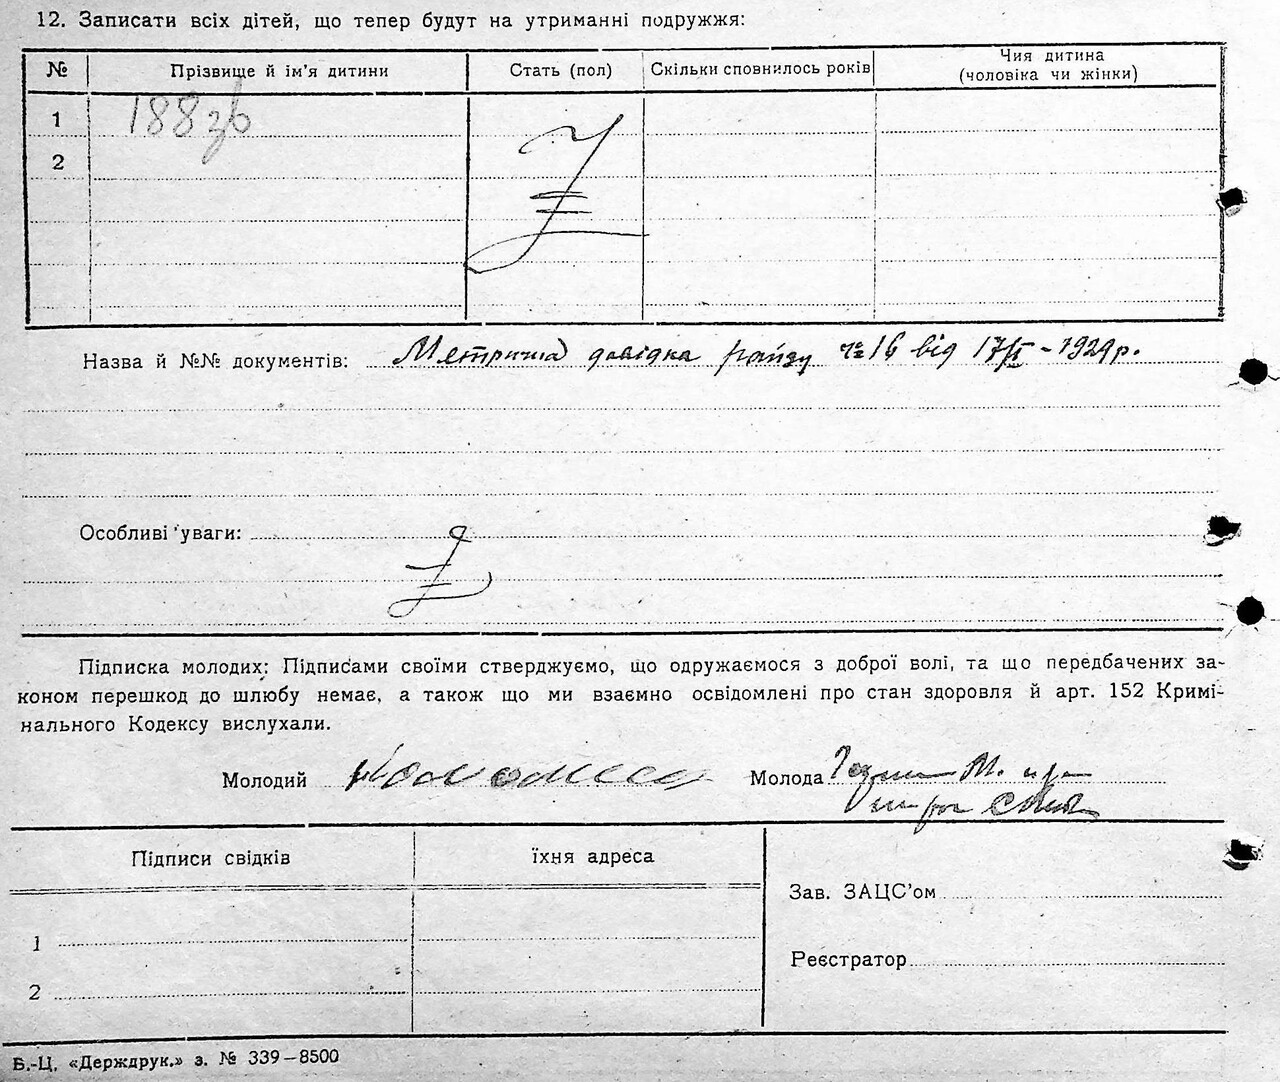 12. Записати всіх дітей, що тепер будут на утриманні подружжя:
№ Прізвище й ім'я дитини Стать (пол) Скільки сповнилось років Чия дитина (чоловіка чи жінки)
1 188зв
2
Назва й №№ документів: Метрична довідка райзу № 16 від 17/ - 1929 р.
Особливі уваги:
Підписка молодих: Підписами своїми стверджуємо, що одружаємося з доброї волі, та що передбачених за-
коном перешкод до шлюбу немає, а також що ми взаємно освідомлені про стан здоровля й арт. 152 Кримі-
нального Кодексу вислухали.
Молодий Молода
Підписи свідків їхня адреса
Зав. ЗАЦС'ом
1
Реєстратор
2
Б.-Ц. «Держдрук.» з. № 339—8500